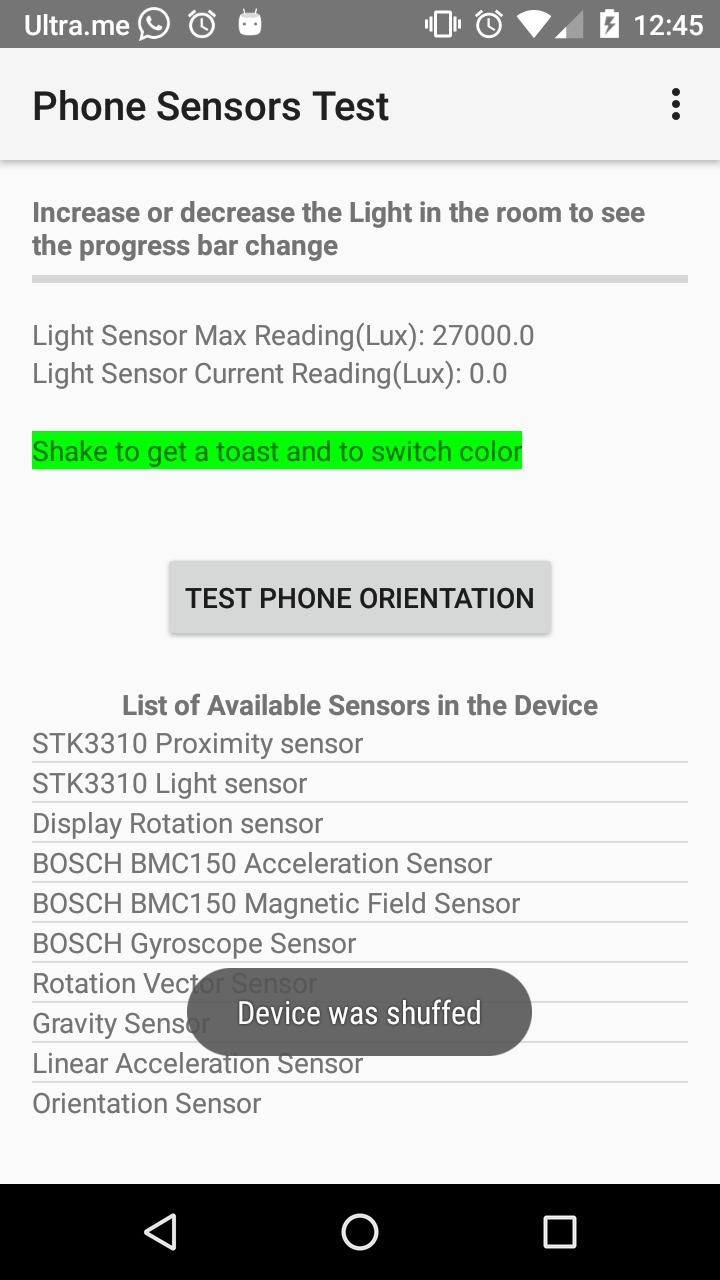 Ultra.me 12:45
Phone Sensors Test
Increase or decrease the Light in the room to see
the progress bar change
Light Sensor Max Reading(Lux): 27000.0
Light Sensor Current Reading(Lux): 0.0
Shake to get a toast and to switch color
TEST PHONE ORIENTATION
List of Available Sensors in the Device
STK3310 Proximity sensor
STK3310 Light sensor
Display Rotation sensor
BOSCH BMC150 Acceleration Sensor
BOSCH BMC150 Magnetic Field Sensor
BOSCH Gyroscope Sensor
Rotation Vector Sensor
Device was shuffed
Gravity Sensor
Linear Acceleration Sensor
Orientation Sensor